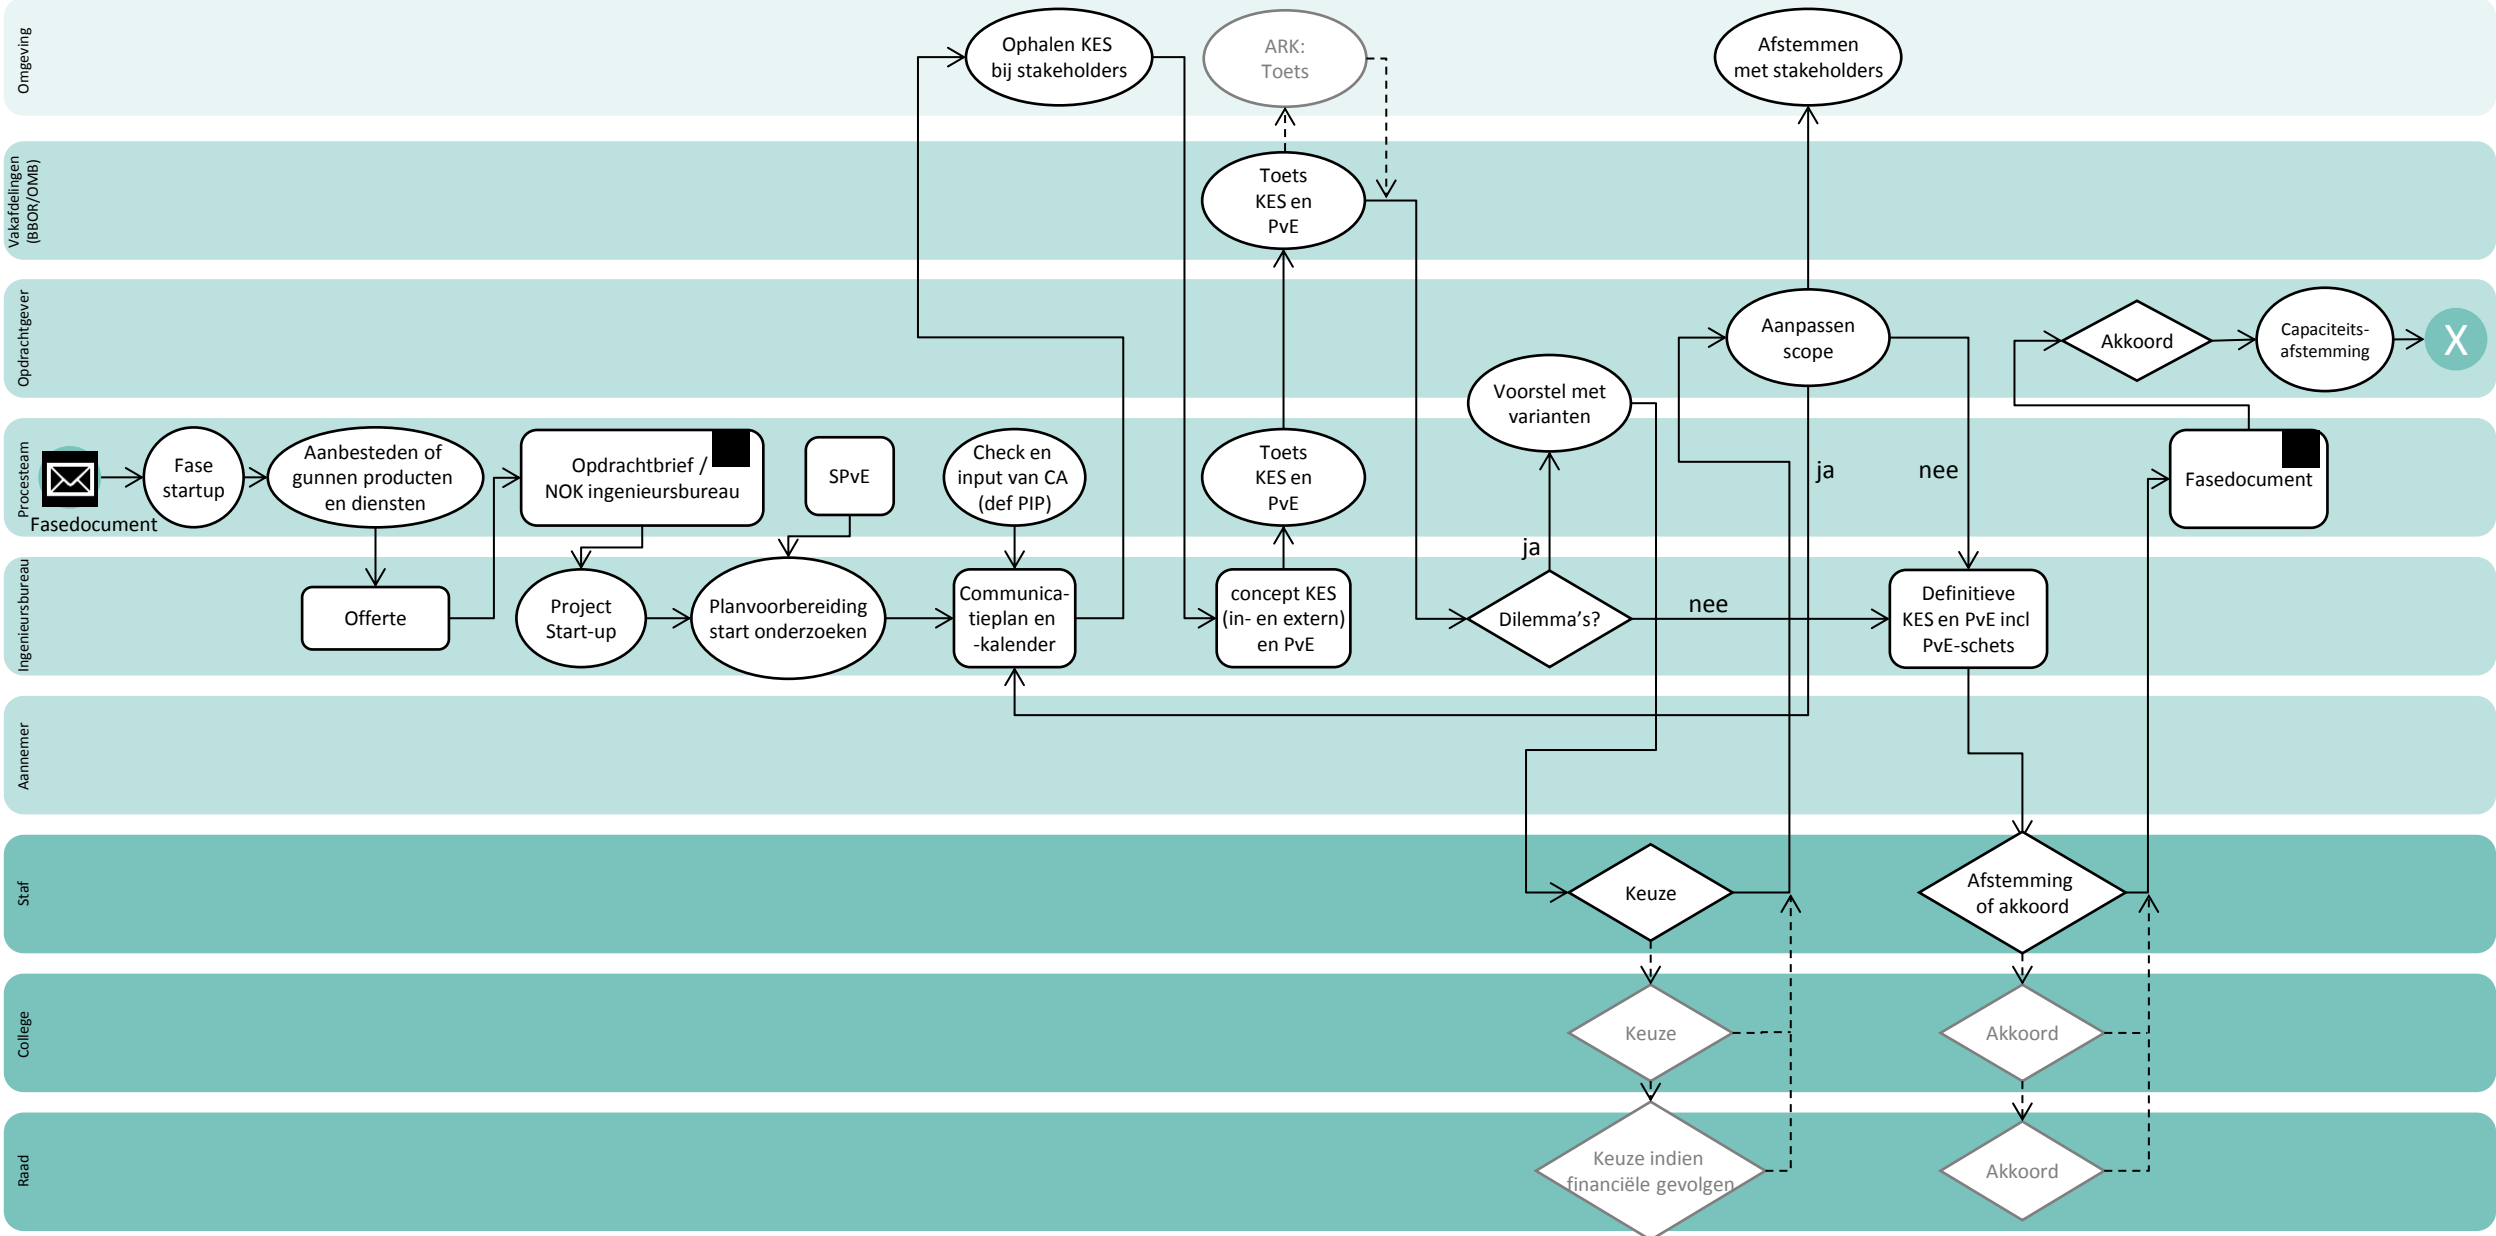 Omgeving
Ophalen KES
bij stakeholders
ARK:
Toets
Afstemmen
met stakeholders
Vakafdelingen
(BBOR/OMB)
Toets
KES en
PvE
Opdrachtgever
Voorstel met
varianten
Aanpassen
scope
Akkoord
Capaciteits-
afstemming
X
Procesteam
Fasedocument
Fase
startup
Aanbesteden of
gunnen producten
en diensten
Opdrachtbrief /
NOK ingenieursbureau
SPvE
Check en
input van CA
(def PIP)
Toets
KES en
PvE
ja
ja
nee
Fasedocument
Ingenieursbureau
Offerte
Project
Start-up
Planvoorbereiding
start onderzoeken
Communica-
tieplan en
-kalender
concept KES
(in- en extern)
en PvE
Dilemma's?
nee
Definitieve
KES en PvE incl
PvE-schets
Aannemer
Staf
Keuze
Afstemming
of akkoord
College
Keuze
Akkoord
Raad
Keuze indien
financiële gevolgen
Akkoord